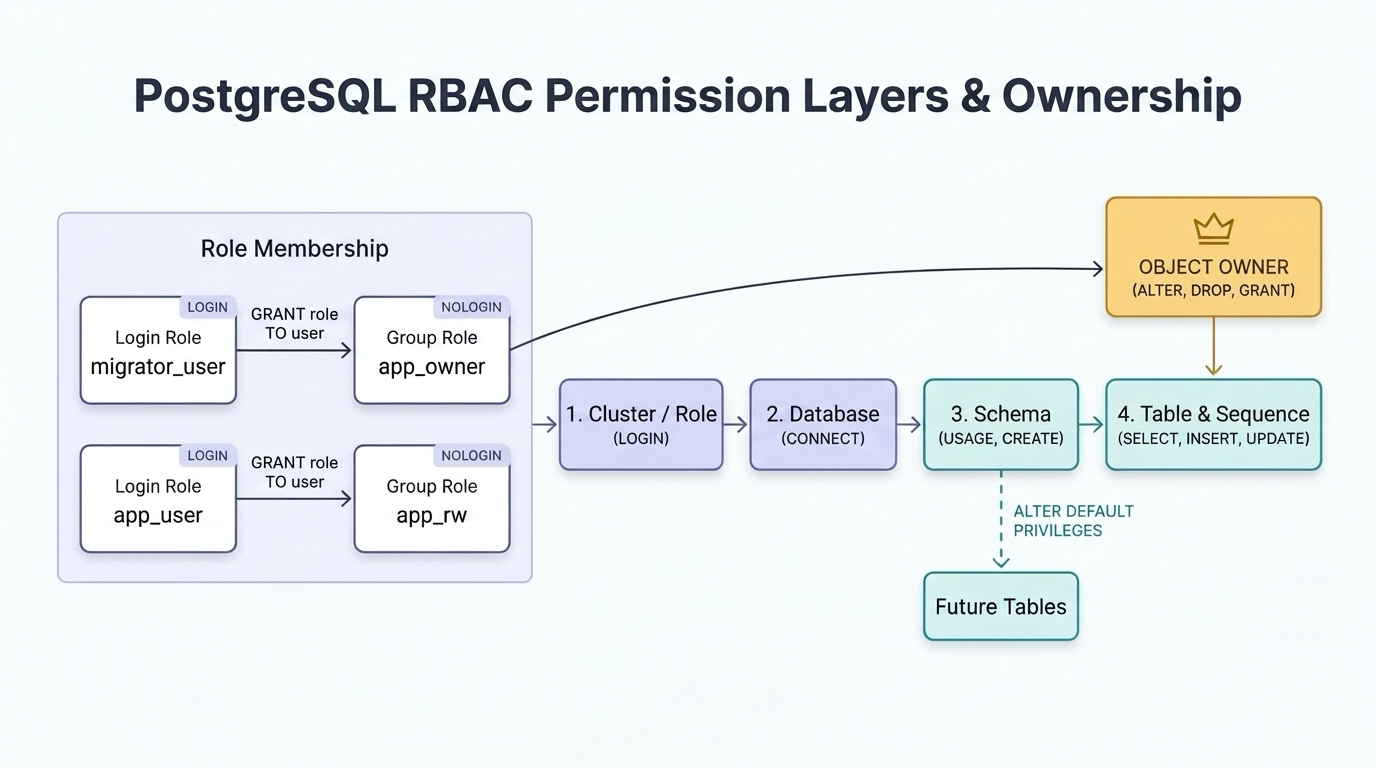 PostgreSQL RBAC Permission Layers & Ownership
Role Membership
LOGIN
Login Role
migrator_user
GRANT role
TO user
NOLOGIN
Group Role
app_owner
LOGIN
Login Role
app_user
GRANT role
TO user
NOLOGIN
Group Role
app_rw
OBJECT OWNER
(ALTER, DROP, GRANT)
1. Cluster / Role
(LOGIN)
2. Database
(CONNECT)
3. Schema
(USAGE, CREATE)
4. Table & Sequence
(SELECT, INSERT, UPDATE)
ALTER DEFAULT
PRIVILEGES
Future Tables